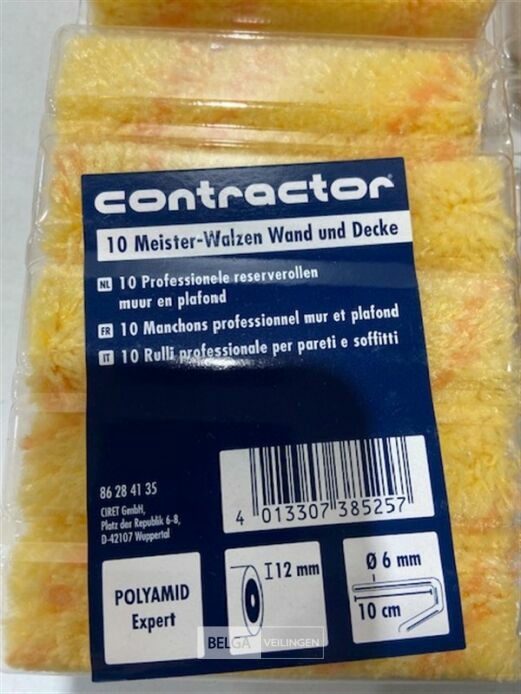 contractor®
10 Meister-Walzen Wand und Decke
NL 10 Professionele reserverollen
muur en plafond
FR 10 Manchons professionnel mur et plafond
IT 10 Rulli professionale per pareti e soffitti
86 28 41 35
CIRET GmbH,
Platz der Republik 6-8,
D-42107 Wuppertal
4 013307 385257
POLYAMID
Expert
12 mm
Ø 6 mm
10 cm
BELGA VEILINGEN